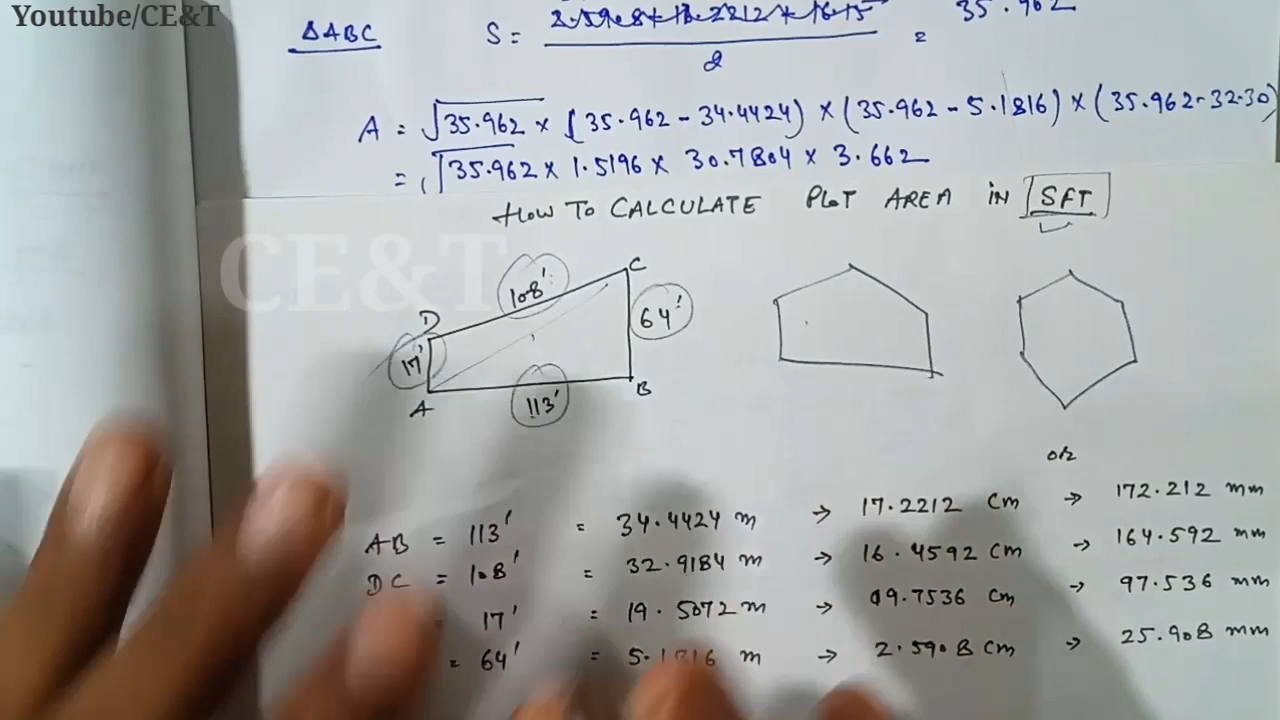 Youtube/CE&T
ΔABC S = 2.5908 + 17.2212 + 16.15 = 35.962
2
A = √35.962 × (35.962 - 34.4424) × (35.962 - 5.1816) × (35.962-32.30)
= √35.962 × 1.5196 × 30.7804 × 3.662
HOW TO CALCULATE PLOT AREA IN SFT
CE&T
C
108'
D
64'
17'
A
113'
B
or
AB = 113' = 34.4424 m → 17.2212 cm → 172.212 mm
DC = 108' = 32.9184 m → 16.4592 cm → 164.592 mm
= 17' = 19.5072 m → 9.7536 cm → 97.536 mm
= 64' = 5.1816 m → 2.5908 cm → 25.908 mm